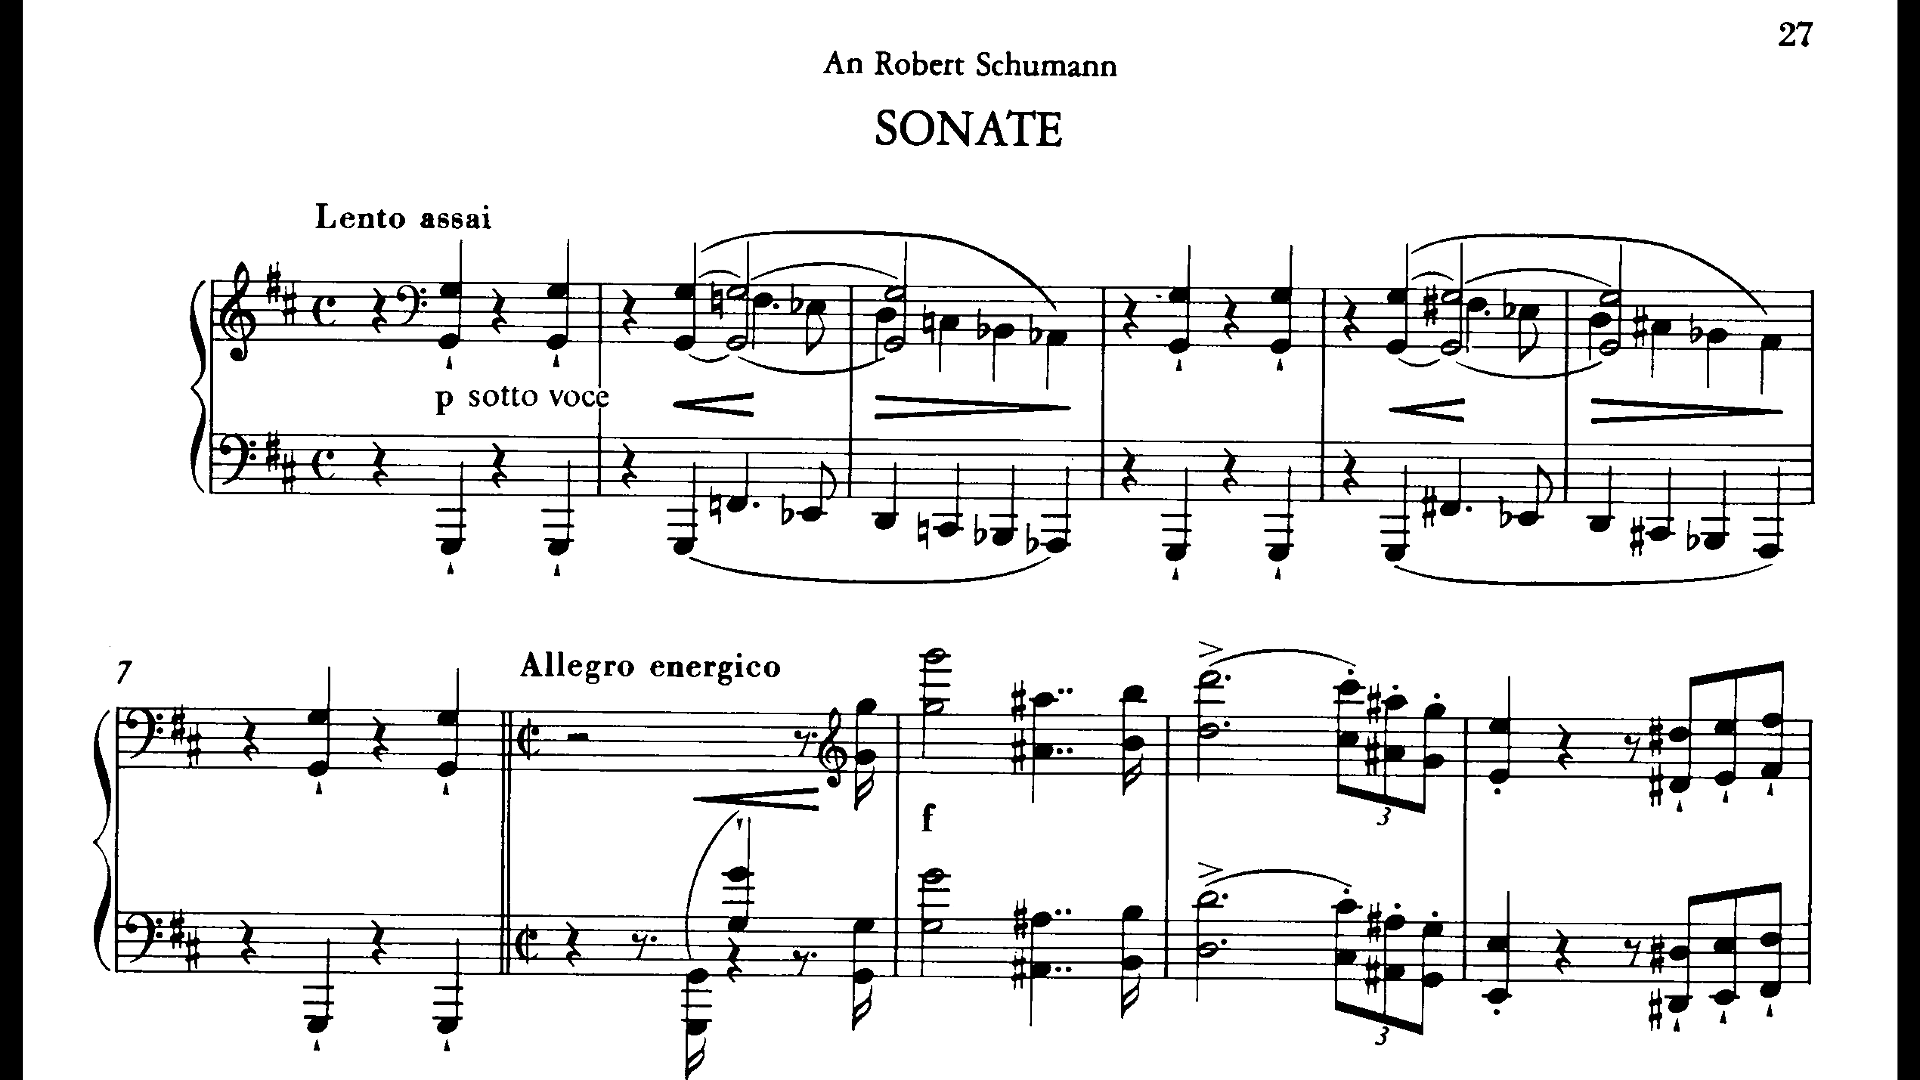 27
An Robert Schumann
SONATE
Lento assai
p sotto voce
7
Allegro energico
3
f
3